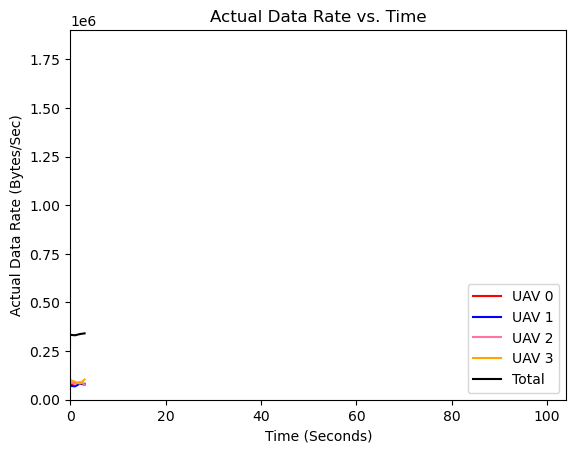 Actual Data Rate vs. Time
1e6
Actual Data Rate (Bytes/Sec)
1.75
1.50
1.25
1.00
0.75
0.50
0.25
0.00
0 20 40 60 80 100
Time (Seconds)
UAV 0
UAV 1
UAV 2
UAV 3
Total